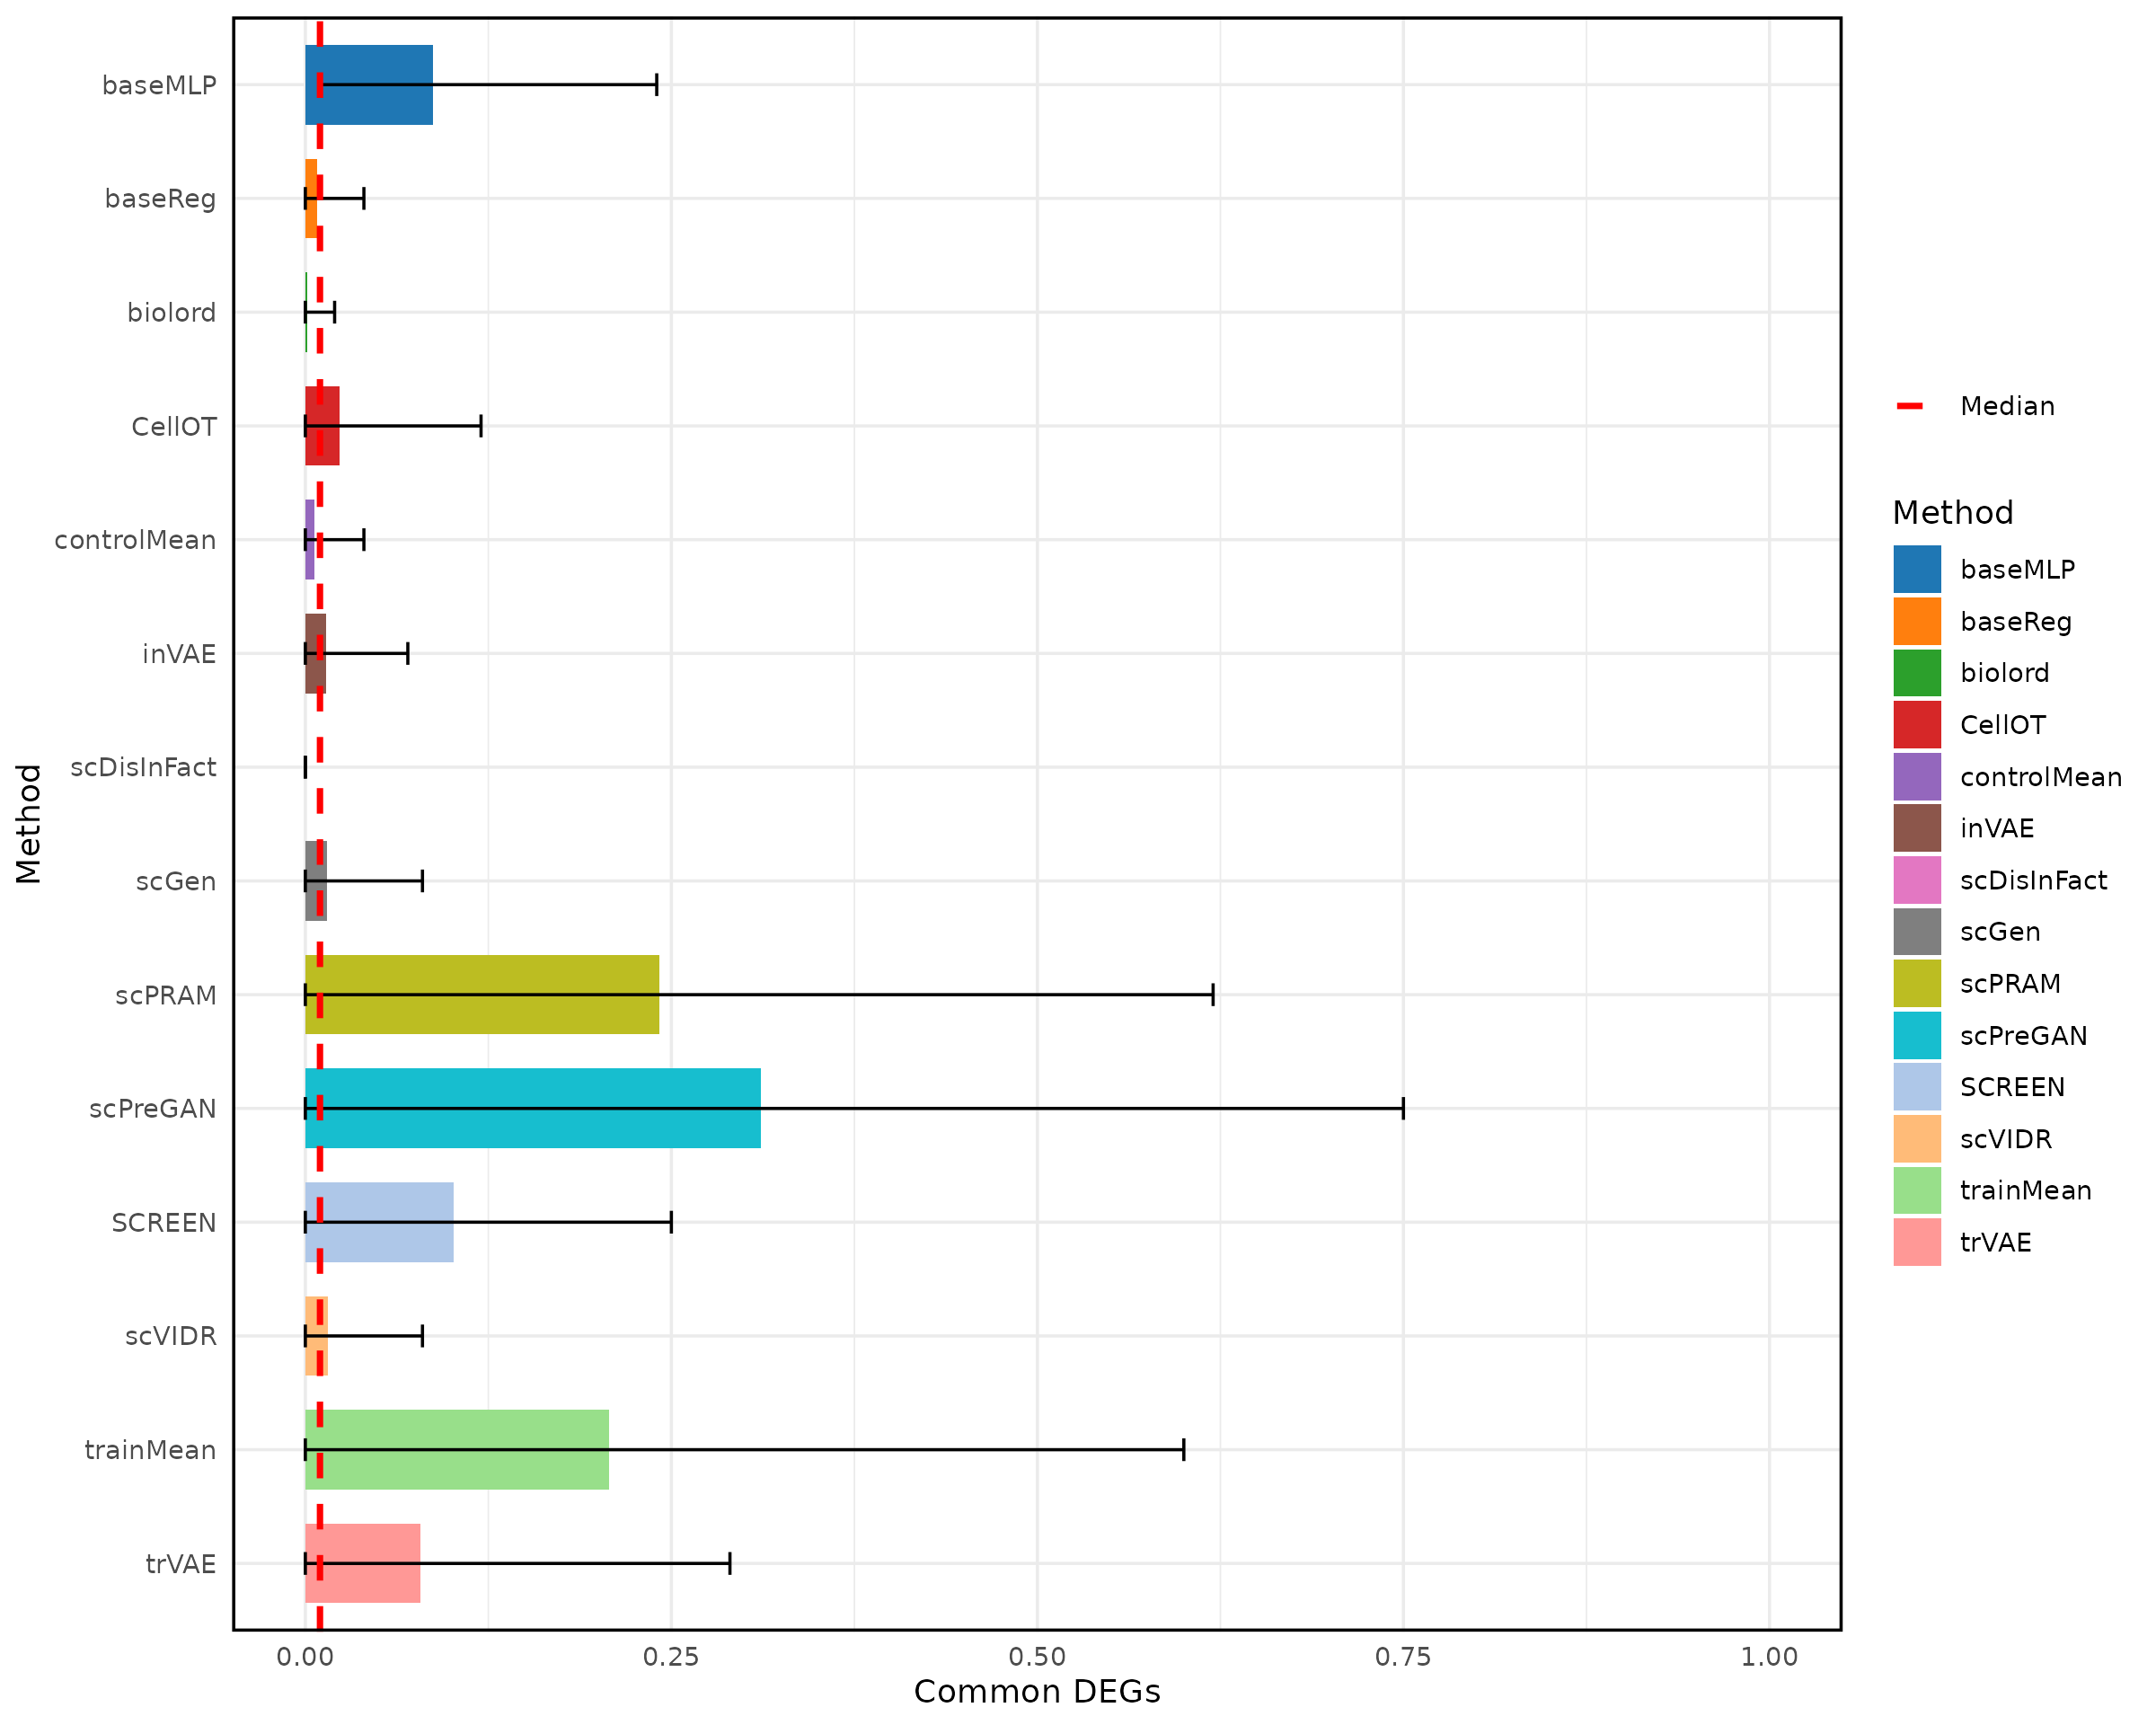 Method
baseMLP
baseReg
biolord
CellOT
controlMean
inVAE
scDisInFact
scGen
scPRAM
scPreGAN
SCREEN
scVIDR
trainMean
trVAE
0.00 0.25 0.50 0.75 1.00
Common DEGs
Median
Method
baseMLP
baseReg
biolord
CellOT
controlMean
inVAE
scDisInFact
scGen
scPRAM
scPreGAN
SCREEN
scVIDR
trainMean
trVAE